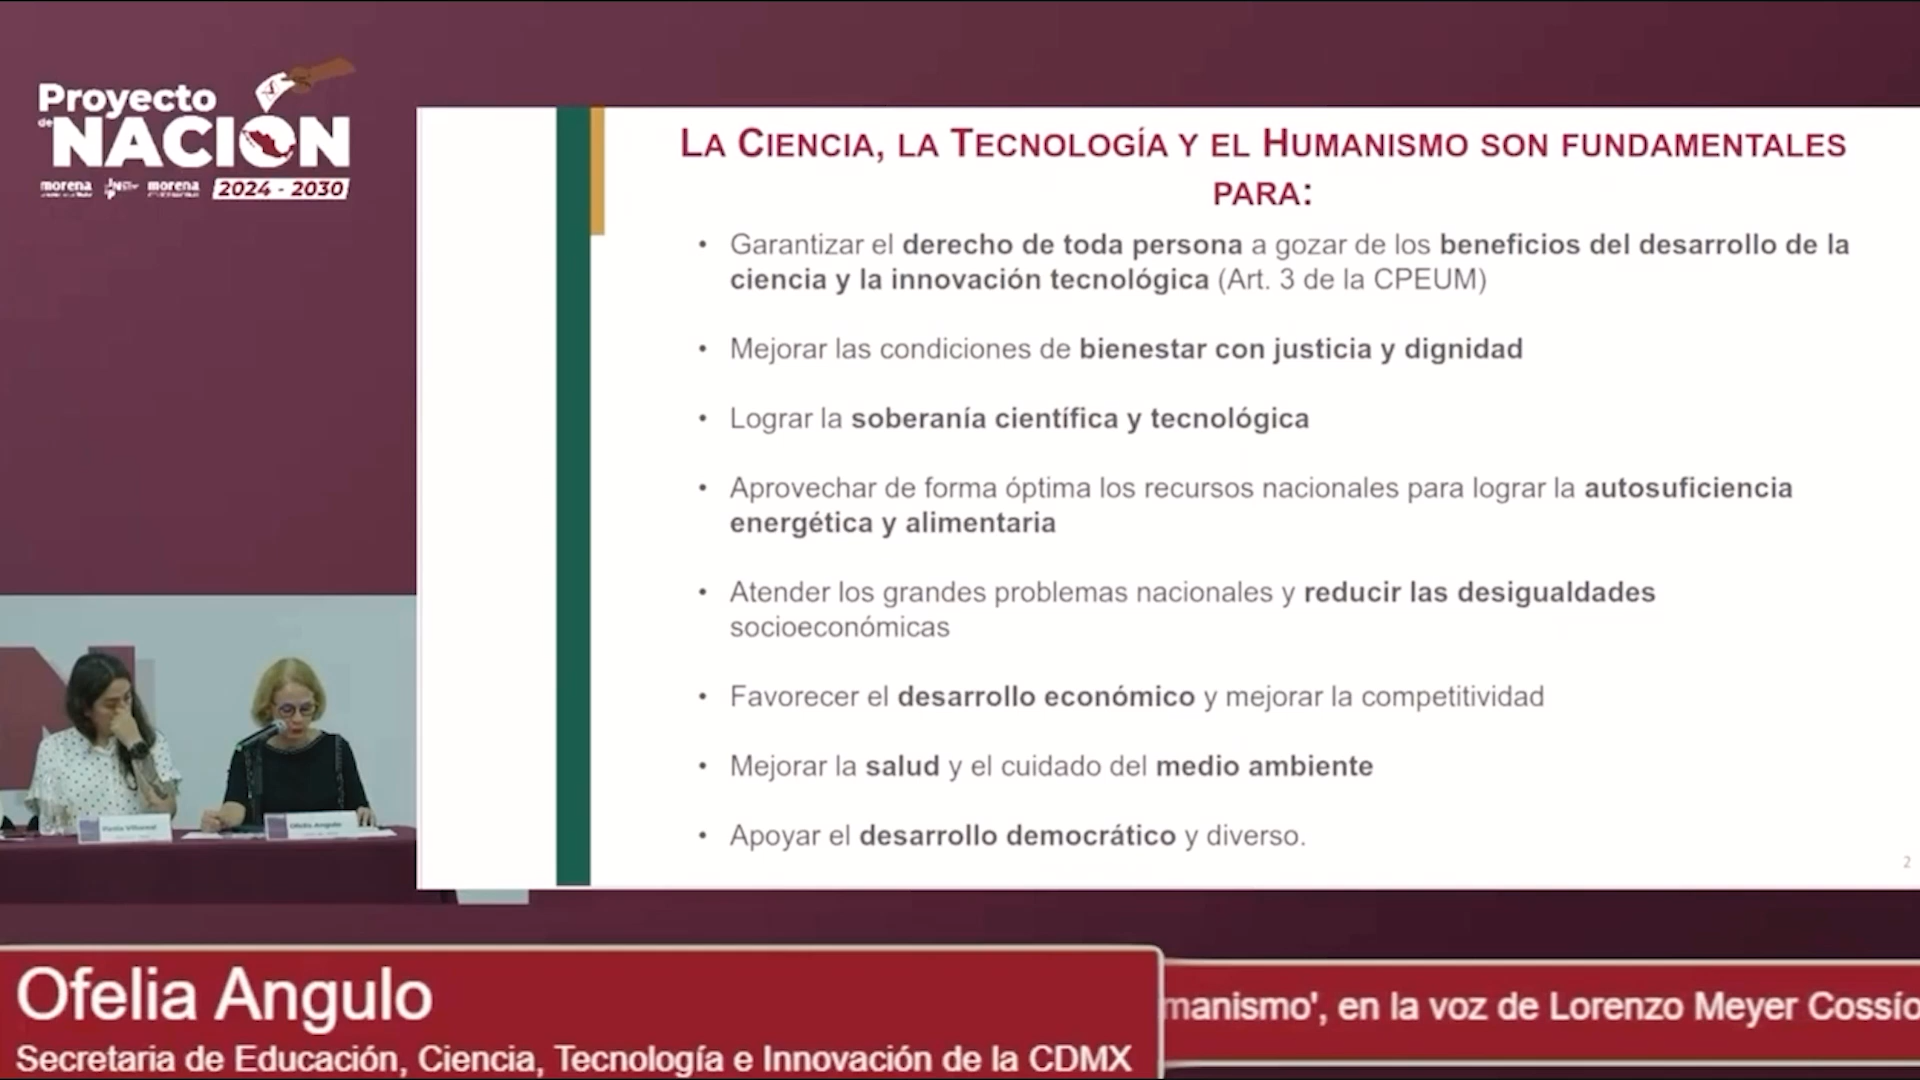 Proyecto
de
NACIÓN
morena
morena
2024 - 2030
LA CIENCIA, LA TECNOLOGÍA Y EL HUMANISMO SON FUNDAMENTALES
PARA:
• Garantizar el derecho de toda persona a gozar de los beneficios del desarrollo de la
ciencia y la innovación tecnológica (Art. 3 de la CPEUM)
• Mejorar las condiciones de bienestar con justicia y dignidad
• Lograr la soberanía científica y tecnológica
• Aprovechar de forma óptima los recursos nacionales para lograr la autosuficiencia
energética y alimentaria
• Atender los grandes problemas nacionales y reducir las desigualdades
socioeconómicas
• Favorecer el desarrollo económico y mejorar la competitividad
• Mejorar la salud y el cuidado del medio ambiente
• Apoyar el desarrollo democrático y diverso.
2
Villarreal
Ofelia Angulo
Ofelia Angulo
Secretaria de Educación, Ciencia, Tecnología e Innovación de la CDMX
manismo', en la voz de Lorenzo Meyer Cossío